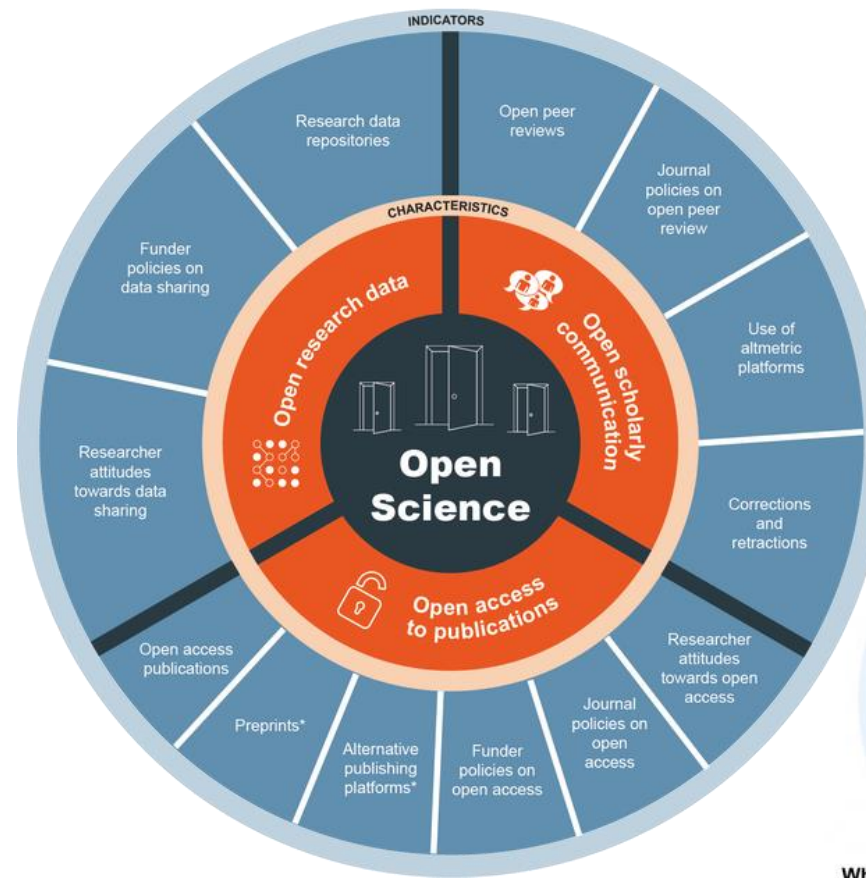 INDICATORS
Research data
repositories
Open peer
reviews
Journal
policies on
open peer
review
Funder
policies on
data sharing
CHARACTERISTICS
Open research data
Open scholarly
communication
Use of
altmetric
platforms
Researcher
attitudes
towards data
sharing
Open
Science
Corrections
and
retractions
Open access
to publications
Open access
publications
Preprints*
Alternative
publishing
platforms*
Funder
policies on
open access
Journal
policies on
open
access
Researcher
attitudes
towards open
access